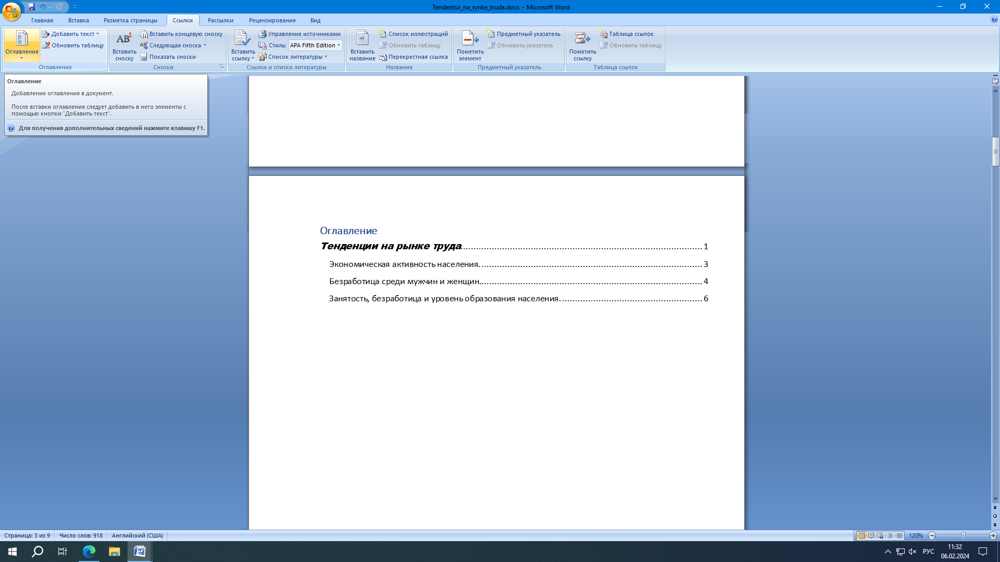 Tendentsii_na_rynke_truda.docx - Microsoft Word
Главная Вставка Разметка страницы Ссылки Рассылки Рецензирование Вид
Оглавление
Добавить текст
Обновить таблицу
Оглавление
AB1
Вставить сноску
Вставить концевую сноску
Следующая сноска
Показать сноски
Сноски
Вставить ссылку
Управление источниками
Стиль: APA Fifth Edition
Список литературы
Ссылки и списки литературы
Вставить название
Список иллюстраций
Обновить таблицу
Перекрестная ссылка
Названия
Пометить элемент
Предметный указатель
Обновить указатель
Предметный указатель
Пометить ссылку
Таблица ссылок
Обновить таблицу
Таблица ссылок
Оглавление
Добавление оглавления в документ.
После вставки оглавления следует добавить в него элементы с
помощью кнопки "Добавить текст".
Для получения дополнительных сведений нажмите клавишу F1.
Оглавление
Тенденции на рынке труда 1
Экономическая активность населения. 3
Безработица среди мужчин и женщин. 4
Занятость, безработица и уровень образования населения. 6
Страница: 3 из 9 Число слов: 918 Английский (США) 120%
РУС
11:32
06.02.2024